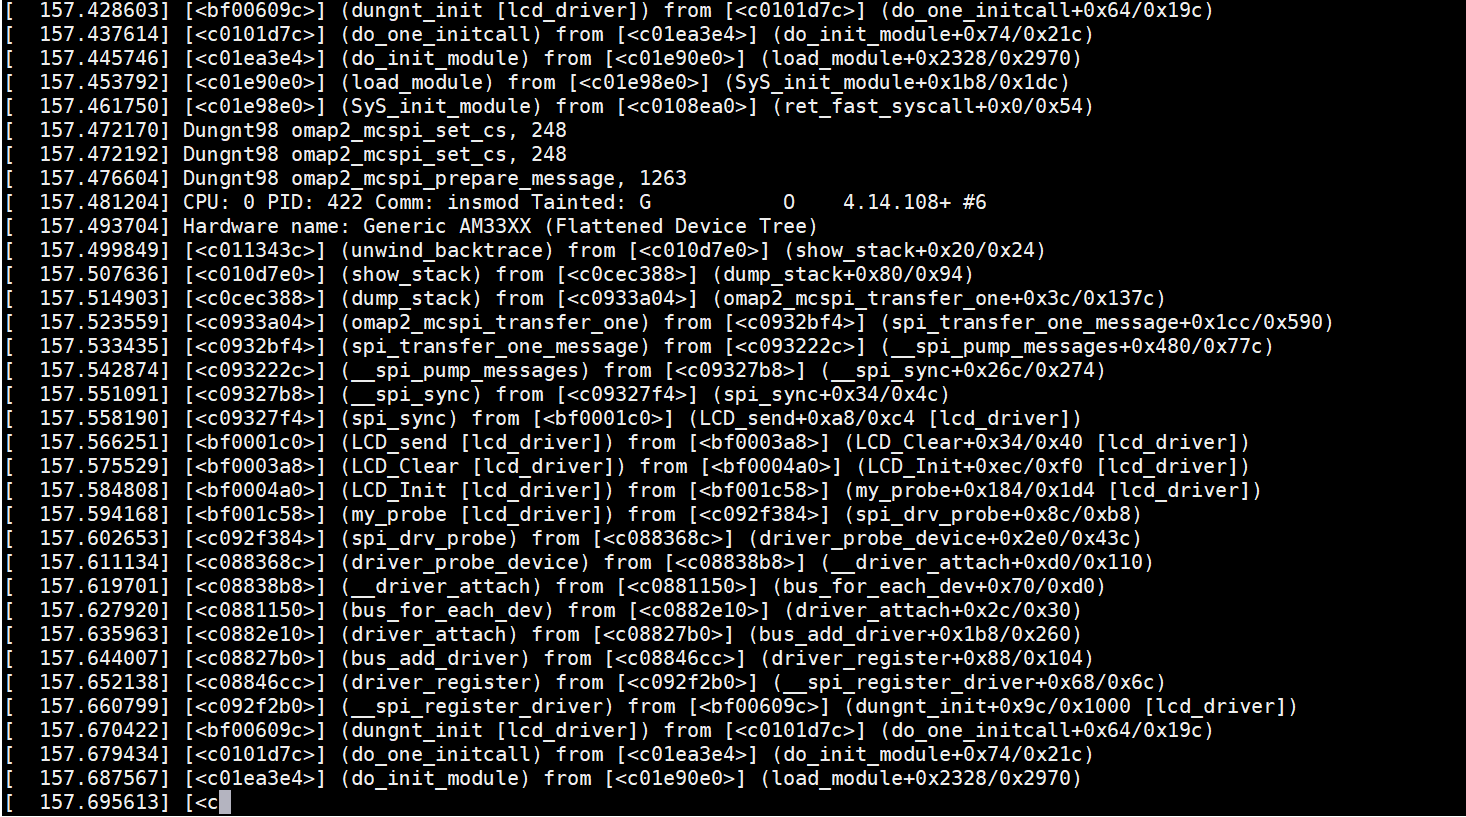 [  157.428603] [<bf00609c>] (dungnt_init [lcd_driver]) from [<c0101d7c>] (do_one_initcall+0x64/0x19c)
[  157.437614] [<c0101d7c>] (do_one_initcall) from [<c01ea3e4>] (do_init_module+0x74/0x21c)
[  157.445746] [<c01ea3e4>] (do_init_module) from [<c01e90e0>] (load_module+0x2328/0x2970)
[  157.453792] [<c01e90e0>] (load_module) from [<c01e98e0>] (SyS_init_module+0x1b8/0x1dc)
[  157.461750] [<c01e98e0>] (SyS_init_module) from [<c0108ea0>] (ret_fast_syscall+0x0/0x54)
[  157.472170] Dungnt98 omap2_mcspi_set_cs, 248
[  157.472192] Dungnt98 omap2_mcspi_set_cs, 248
[  157.476604] Dungnt98 omap2_mcspi_prepare_message, 1263
[  157.481204] CPU: 0 PID: 422 Comm: insmod Tainted: G           O    4.14.108+ #6
[  157.493704] Hardware name: Generic AM33XX (Flattened Device Tree)
[  157.499849] [<c011343c>] (unwind_backtrace) from [<c010d7e0>] (show_stack+0x20/0x24)
[  157.507636] [<c010d7e0>] (show_stack) from [<c0cec388>] (dump_stack+0x80/0x94)
[  157.514903] [<c0cec388>] (dump_stack) from [<c0933a04>] (omap2_mcspi_transfer_one+0x3c/0x137c)
[  157.523559] [<c0933a04>] (omap2_mcspi_transfer_one) from [<c0932bf4>] (spi_transfer_one_message+0x1cc/0x590)
[  157.533435] [<c0932bf4>] (spi_transfer_one_message) from [<c093222c>] (__spi_pump_messages+0x480/0x77c)
[  157.542874] [<c093222c>] (__spi_pump_messages) from [<c09327b8>] (__spi_sync+0x26c/0x274)
[  157.551091] [<c09327b8>] (__spi_sync) from [<c09327f4>] (spi_sync+0x34/0x4c)
[  157.558190] [<c09327f4>] (spi_sync) from [<bf0001c0>] (LCD_send+0xa8/0xc4 [lcd_driver])
[  157.566251] [<bf0001c0>] (LCD_send [lcd_driver]) from [<bf0003a8>] (LCD_Clear+0x34/0x40 [lcd_driver])
[  157.575529] [<bf0003a8>] (LCD_Clear [lcd_driver]) from [<bf0004a0>] (LCD_Init+0xec/0xf0 [lcd_driver])
[  157.584808] [<bf0004a0>] (LCD_Init [lcd_driver]) from [<bf001c58>] (my_probe+0x184/0x1d4 [lcd_driver])
[  157.594168] [<bf001c58>] (my_probe [lcd_driver]) from [<c092f384>] (spi_drv_probe+0x8c/0xb8)
[  157.602653] [<c092f384>] (spi_drv_probe) from [<c088368c>] (driver_probe_device+0x2e0/0x43c)
[  157.611134] [<c088368c>] (driver_probe_device) from [<c08838b8>] (__driver_attach+0xd0/0x110)
[  157.619701] [<c08838b8>] (__driver_attach) from [<c0881150>] (bus_for_each_dev+0x70/0xd0)
[  157.627920] [<c0881150>] (bus_for_each_dev) from [<c0882e10>] (driver_attach+0x2c/0x30)
[  157.635963] [<c0882e10>] (driver_attach) from [<c08827b0>] (bus_add_driver+0x1b8/0x260)
[  157.644007] [<c08827b0>] (bus_add_driver) from [<c08846cc>] (driver_register+0x88/0x104)
[  157.652138] [<c08846cc>] (driver_register) from [<c092f2b0>] (__spi_register_driver+0x68/0x6c)
[  157.660799] [<c092f2b0>] (__spi_register_driver) from [<bf00609c>] (dungnt_init+0x9c/0x1000 [lcd_driver])
[  157.670422] [<bf00609c>] (dungnt_init [lcd_driver]) from [<c0101d7c>] (do_one_initcall+0x64/0x19c)
[  157.679434] [<c0101d7c>] (do_one_initcall) from [<c01ea3e4>] (do_init_module+0x74/0x21c)
[  157.687567] [<c01ea3e4>] (do_init_module) from [<c01e90e0>] (load_module+0x2328/0x2970)
[  157.695613] [<c